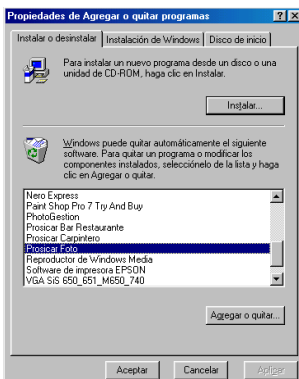 Propiedades de Agregar o quitar programas
Instalar o desinstalar
Instalación de Windows
Disco de inicio
Para instalar un nuevo programa desde un disco o una
unidad de CD-ROM, haga clic en Instalar.
Instalar...
Windows puede quitar automáticamente el siguiente
software. Para quitar un programa o modificar los
componentes instalados, selecciónelo de la lista y haga
clic en Agregar o quitar.
Nero Express
Paint Shop Pro 7 Try And Buy
PhotoGestion
Prosicar Bar Restaurante
Prosicar Carpintero
Prosicar Foto
Reproductor de Windows Media
Software de impresora EPSON
VGA SiS 650_651_M650_740
Agregar o quitar...
Aceptar
Cancelar
Aplicar